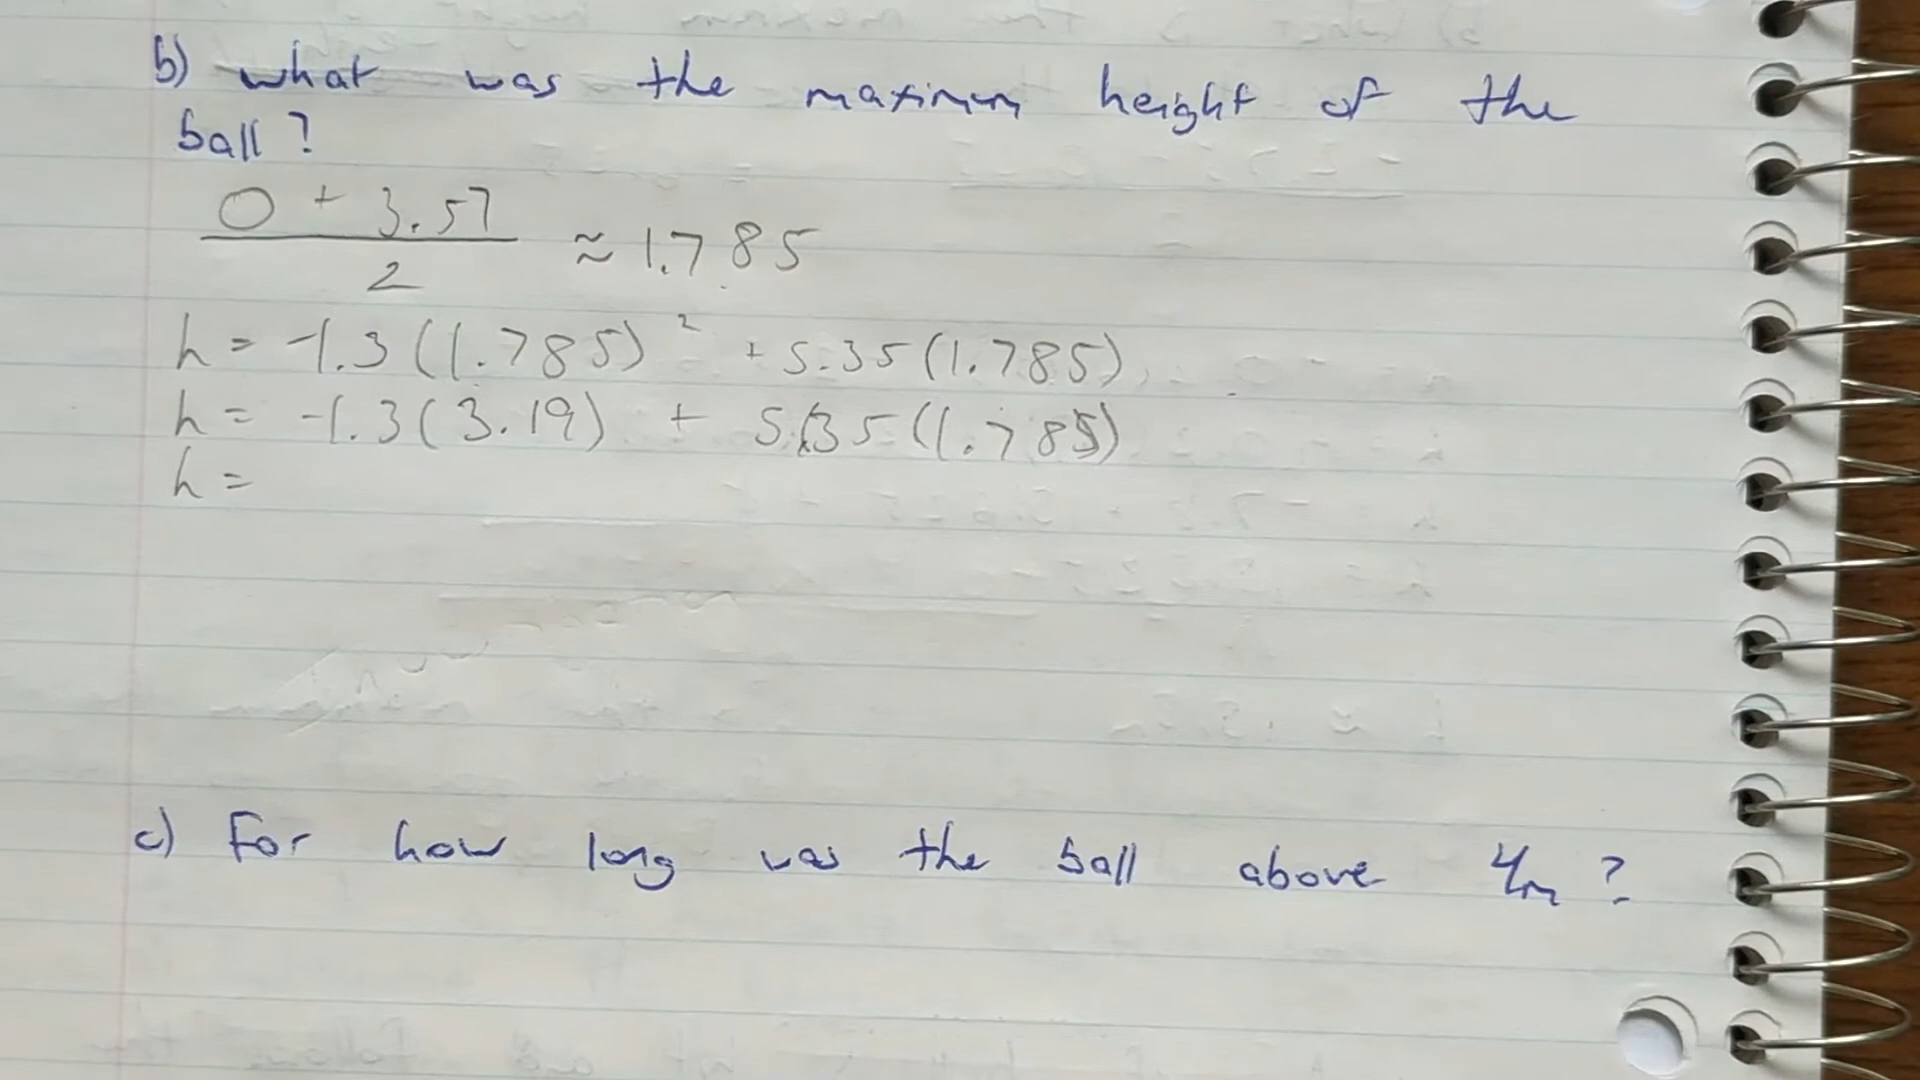 b) what was the maximum height of the
ball?
0 + 3.57
2
≈ 1.785
h = -1.3(1.785)² + 5.35(1.785)
h = -1.3(3.19) + 5.35(1.785)
h =
c) For how long was the ball above 4m?